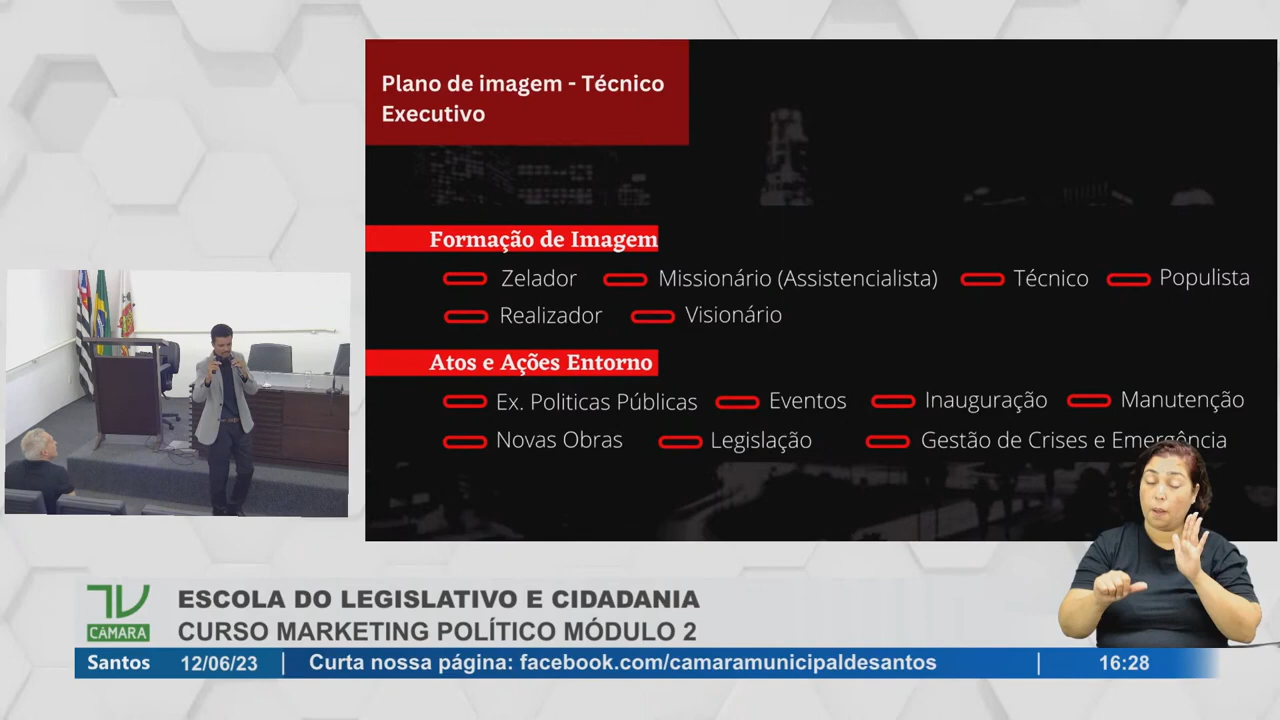 Plano de imagem - Técnico
Executivo
Formação de Imagem
Zelador Missionário (Assistencialista) Técnico Populista
Realizador Visionário
Atos e Ações Entorno
Ex. Politicas Públicas Eventos Inauguração Manutenção
Novas Obras Legislação Gestão de Crises e Emergência
TV
CÂMARA
ESCOLA DO LEGISLATIVO E CIDADANIA
CURSO MARKETING POLÍTICO MÓDULO 2
Santos 12/06/23 | Curta nossa página: facebook.com/camaramunicipaldesantos | 16:28